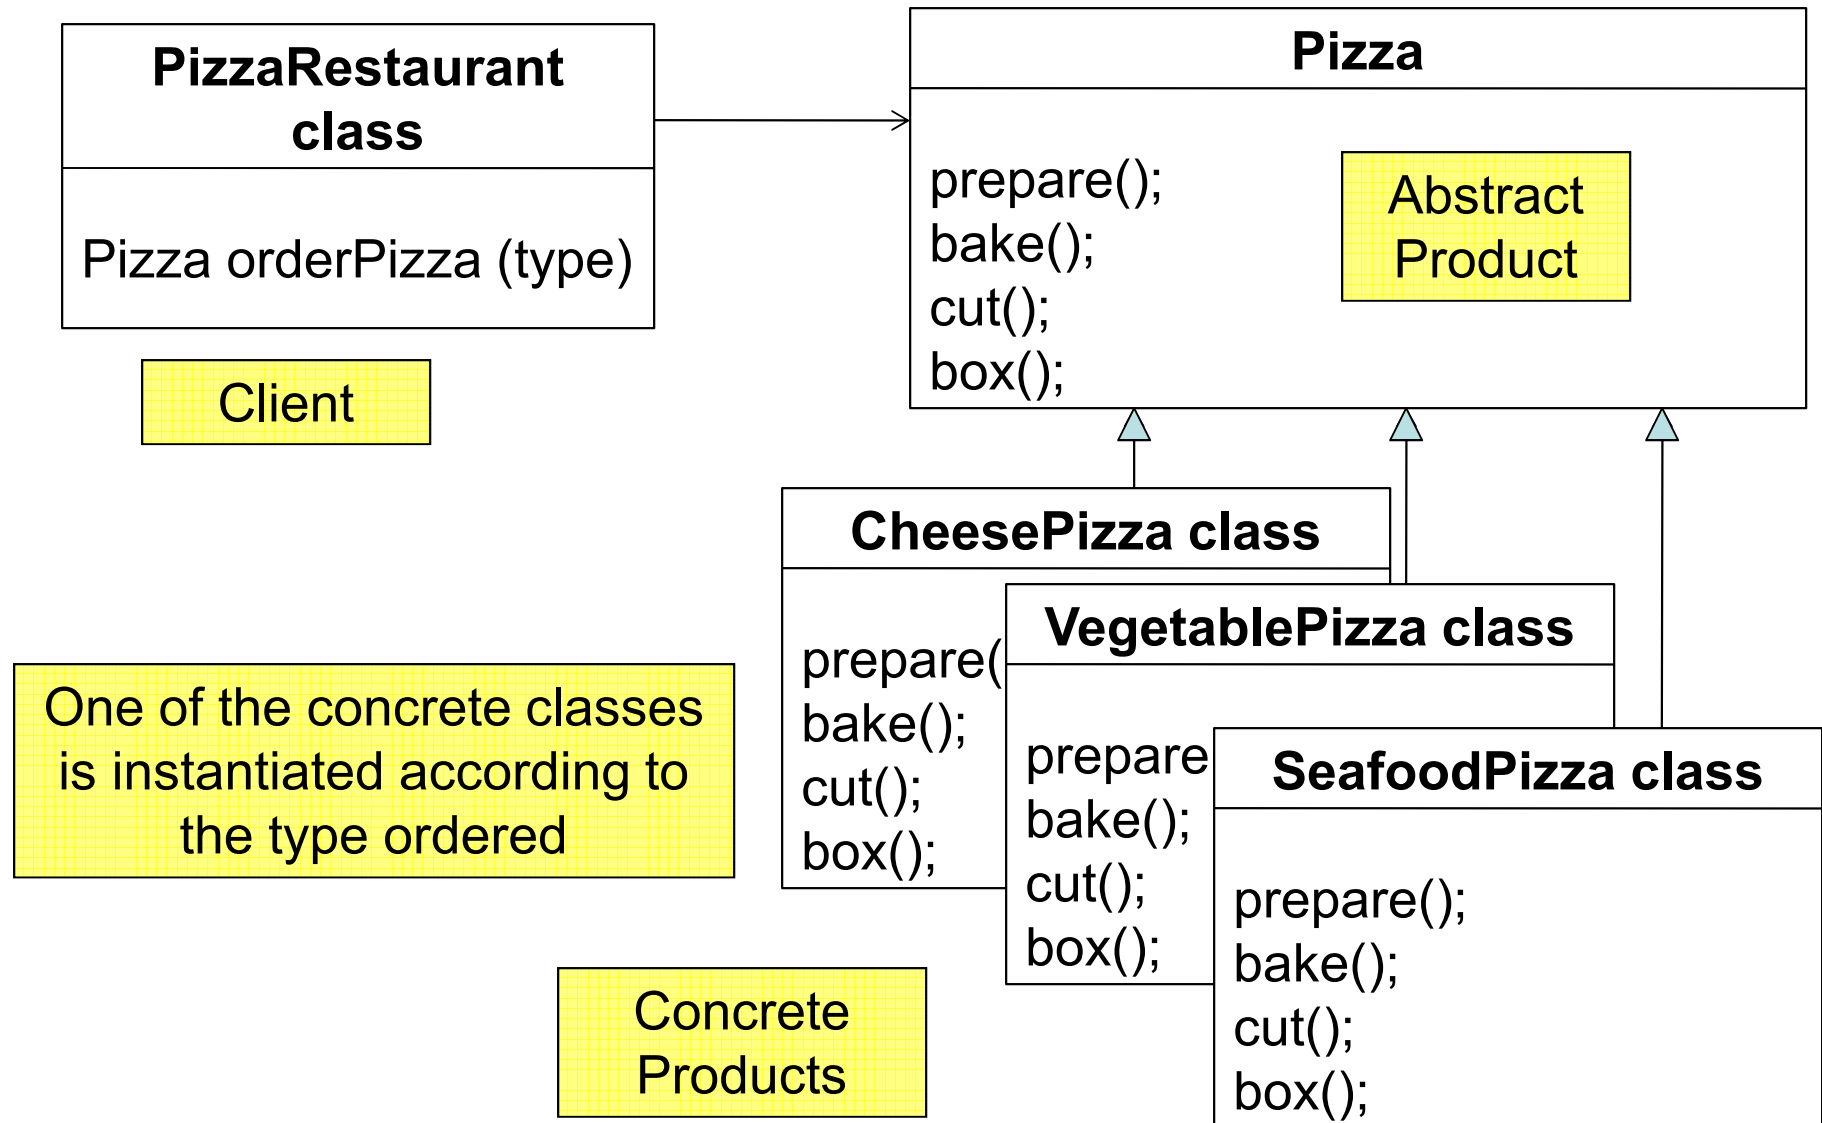 PizzaRestaurant
class
Pizza orderPizza (type)
Client
Pizza
prepare();
bake();
cut();
box();
Abstract
Product
CheesePizza class
prepare(
bake();
cut();
box();
VegetablePizza class
prepare
bake();
cut();
box();
SeafoodPizza class
prepare();
bake();
cut();
box();
One of the concrete classes
is instantiated according to
the type ordered
Concrete
Products